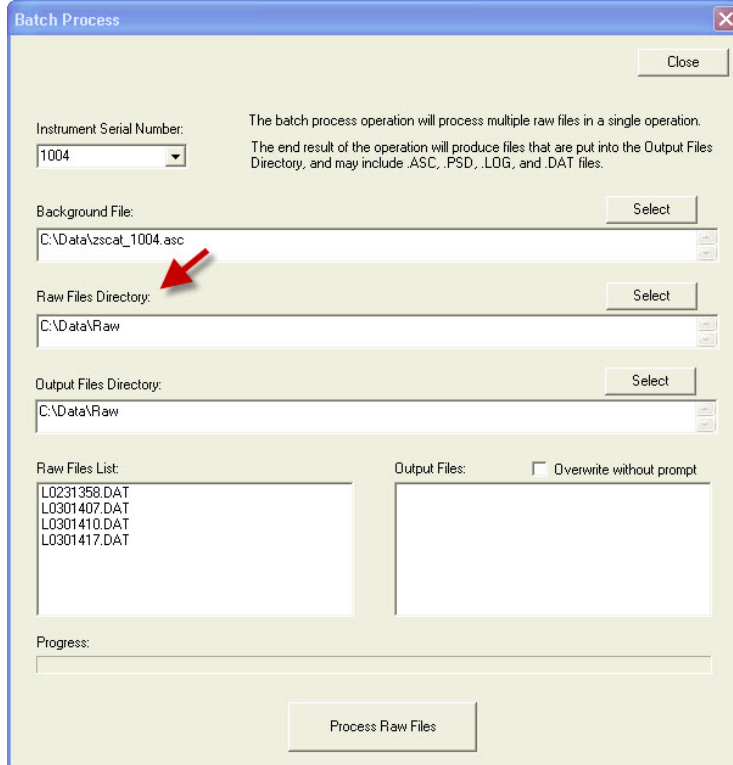 Batch Process
Close
Instrument Serial Number:
1004
The batch process operation will process multiple raw files in a single operation.
The end result of the operation will produce files that are put into the Output Files
Directory, and may include .ASC, .PSD, .LOG, and .DAT files.
Background File:
Select
C:\Data\zscat_1004.asc
Raw Files Directory:
Select
C:\Data\Raw
Output Files Directory:
Select
C:\Data\Raw
Raw Files List:
Output Files:
Overwrite without prompt
L0231358.DAT
L0301407.DAT
L0301410.DAT
L0301417.DAT
Progress:
Process Raw Files